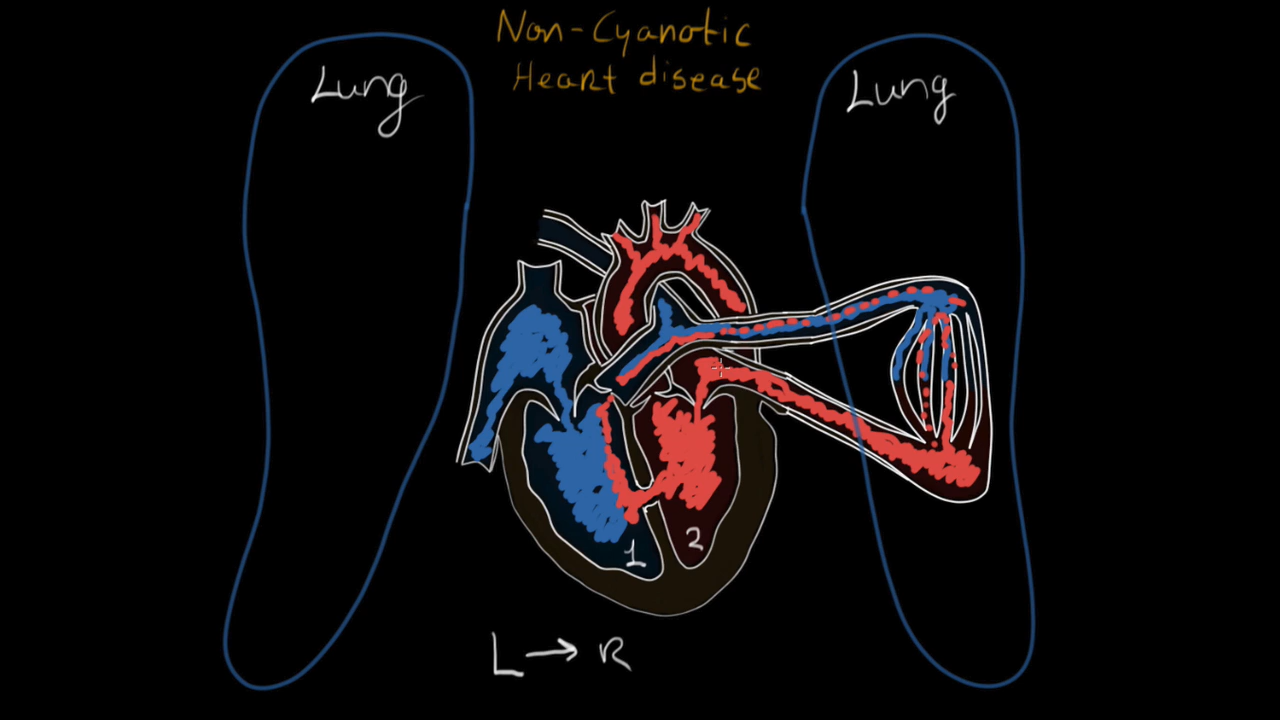 Non-Cyanotic
Heart disease
Lung
Lung
1
2
L → R